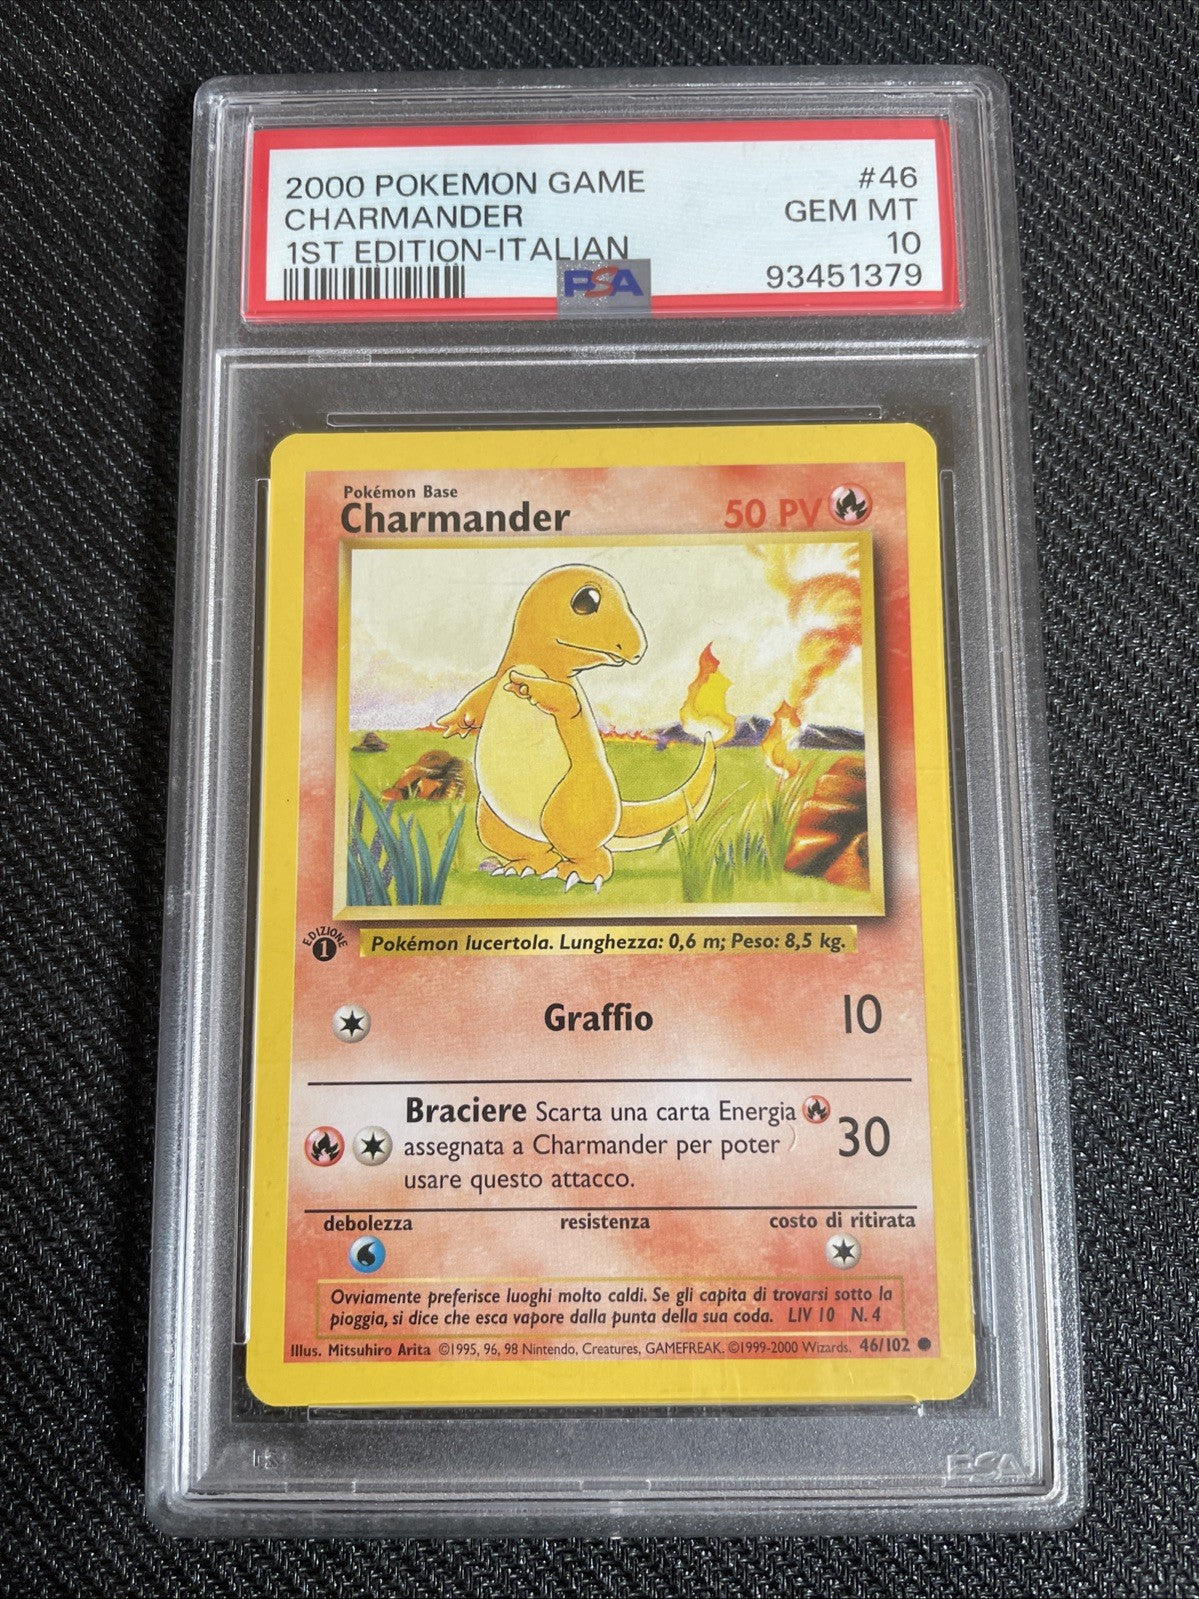 2000 POKEMON GAME #46
CHARMANDER GEM MT
1ST EDITION-ITALIAN 10
PSA 93451379
Pokémon Base
Charmander 50 PV
EDIZIONE
1
Pokémon lucertola. Lunghezza: 0,6 m; Peso: 8,5 kg.
Graffio 10
Braciere Scarta una carta Energia
assegnata a Charmander per poter 30
usare questo attacco.
debolezza resistenza costo di ritirata
Ovviamente preferisce luoghi molto caldi. Se gli capita di trovarsi sotto la
pioggia, si dice che esca vapore dalla punta della sua coda. LIV 10 N. 4
Illus. Mitsuhiro Arita ©1995, 96, 98 Nintendo, Creatures, GAMEFREAK. ©1999-2000 Wizards. 46/102
PSA